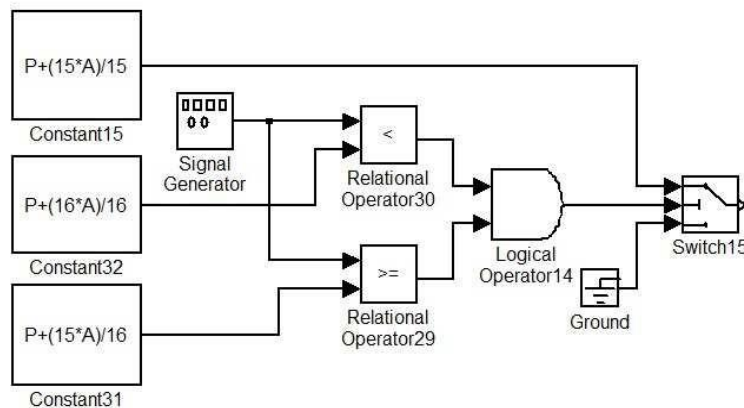 P+(15*A)/15
Constant15
Signal
Generator
<
Relational
Operator30
P+(16*A)/16
Constant32
Logical
Operator14
Switch15
>=
Relational
Operator29
Ground
P+(15*A)/16
Constant31